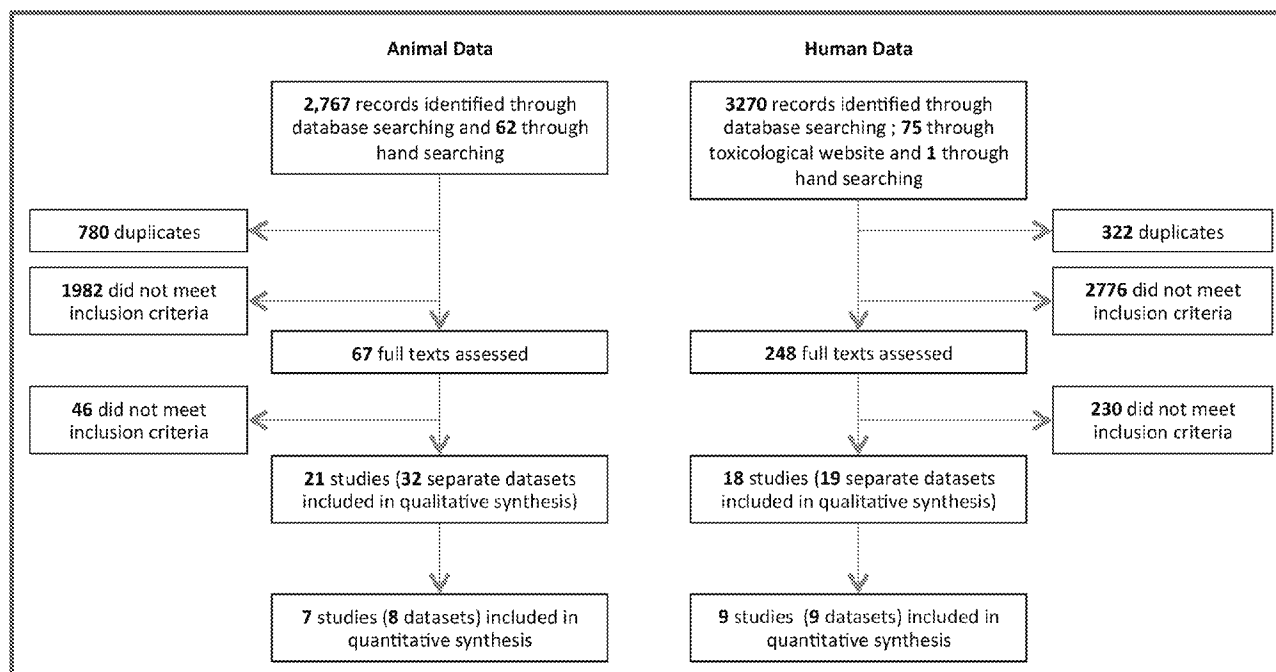 Animal Data
Human Data
2,767 records identified through
database searching and 62 through
hand searching
3270 records identified through
database searching ; 75 through
toxicological website and 1 through
hand searching
780 duplicates
322 duplicates
1982 did not meet
inclusion criteria
2776 did not meet
inclusion criteria
67 full texts assessed
248 full texts assessed
46 did not meet
inclusion criteria
230 did not meet
inclusion criteria
21 studies (32 separate datasets
included in qualitative synthesis)
18 studies (19 separate datasets
included in qualitative synthesis)
7 studies (8 datasets) included in
quantitative synthesis
9 studies (9 datasets) included in
quantitative synthesis